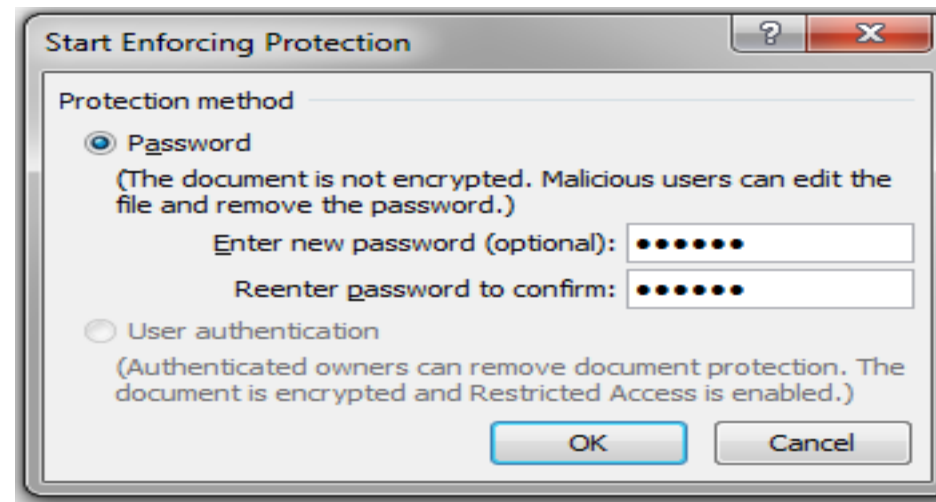 Start Enforcing Protection
Protection method
Password
(The document is not encrypted. Malicious users can edit the
file and remove the password.)
Enter new password (optional): ●●●●●●
Reenter password to confirm: ●●●●●●
User authentication
(Authenticated owners can remove document protection. The
document is encrypted and Restricted Access is enabled.)
OK Cancel